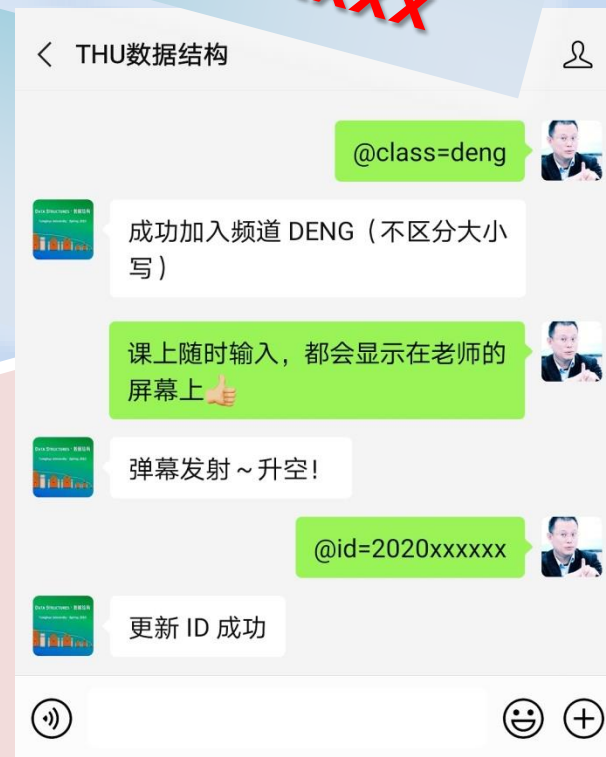 THU数据结构
@class=deng
成功加入频道 DENG（不区分大小
写）
课上随时输入，都会显示在老师的
屏幕上👍
弹幕发射～升空！
@id=2020xxxxxx
更新 ID 成功